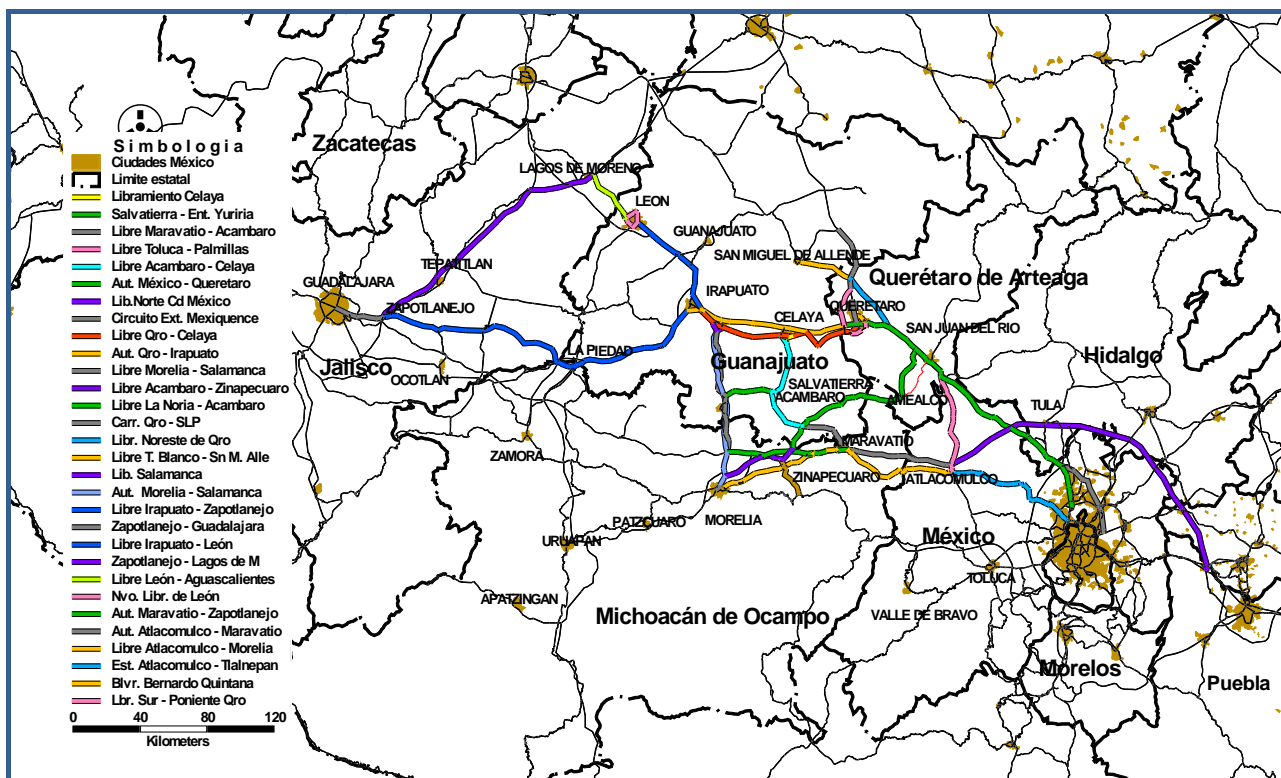 Simbologia
Ciudades México
Limite estatal
Libramiento Celaya
Salvatierra - Ent. Yuriria
Libre Maravatio - Acambaro
Libre Toluca - Palmillas
Libre Acambaro - Celaya
Aut. México - Queretaro
Lib.Norte Cd México
Circuito Ext. Mexiquence
Libre Qro - Celaya
Aut. Qro - Irapuato
Libre Morelia - Salamanca
Libre Acambaro - Zinapecuaro
Libre La Noria - Acambaro
Carr. Qro - SLP
Libr. Noreste de Qro
Libre T. Blanco - Sn M. Alle
Lib. Salamanca
Aut. Morelia - Salamanca
Libre Irapuato - Zapotlanejo
Zapotlanejo - Guadalajara
Libre Irapuato - León
Zapotlanejo - Lagos de M
Libre León - Aguascalientes
Nvo. Libr. de León
Aut. Maravatio - Zapotlanejo
Aut. Atlacomulco - Maravatio
Libre Atlacomulco - Morelia
Est. Atlacomulco - Tlalnepan
Blvr. Bernardo Quintana
Lbr. Sur - Poniente Qro
0 40 80 120
Kilometers
Zacatecas
LAGOS DE MORENO
LEON
GUANAJUATO
SAN MIGUEL DE ALLENDE
Querétaro de Arteaga
TEPATITLAN
GUADALAJARA
IRAPUATO
ZAPOTLANEJO
QUERETARO
CELAYA
SAN JUAN DEL RIO
LA PIEDAD
Guanajuato
Hidalgo
Jalisco
OCOTLAN
SALVATIERRA
ACAMBARO
AMEALCO
TULA
MARAVATIO
ZAMORA
ZINAPECUARO
ATLACOMULCO
MORELIA
PATZCUARO
URUAPAN
México
TOLUCA
APATZINGAN
Michoacán de Ocampo
VALLE DE BRAVO
Morelos
Puebla